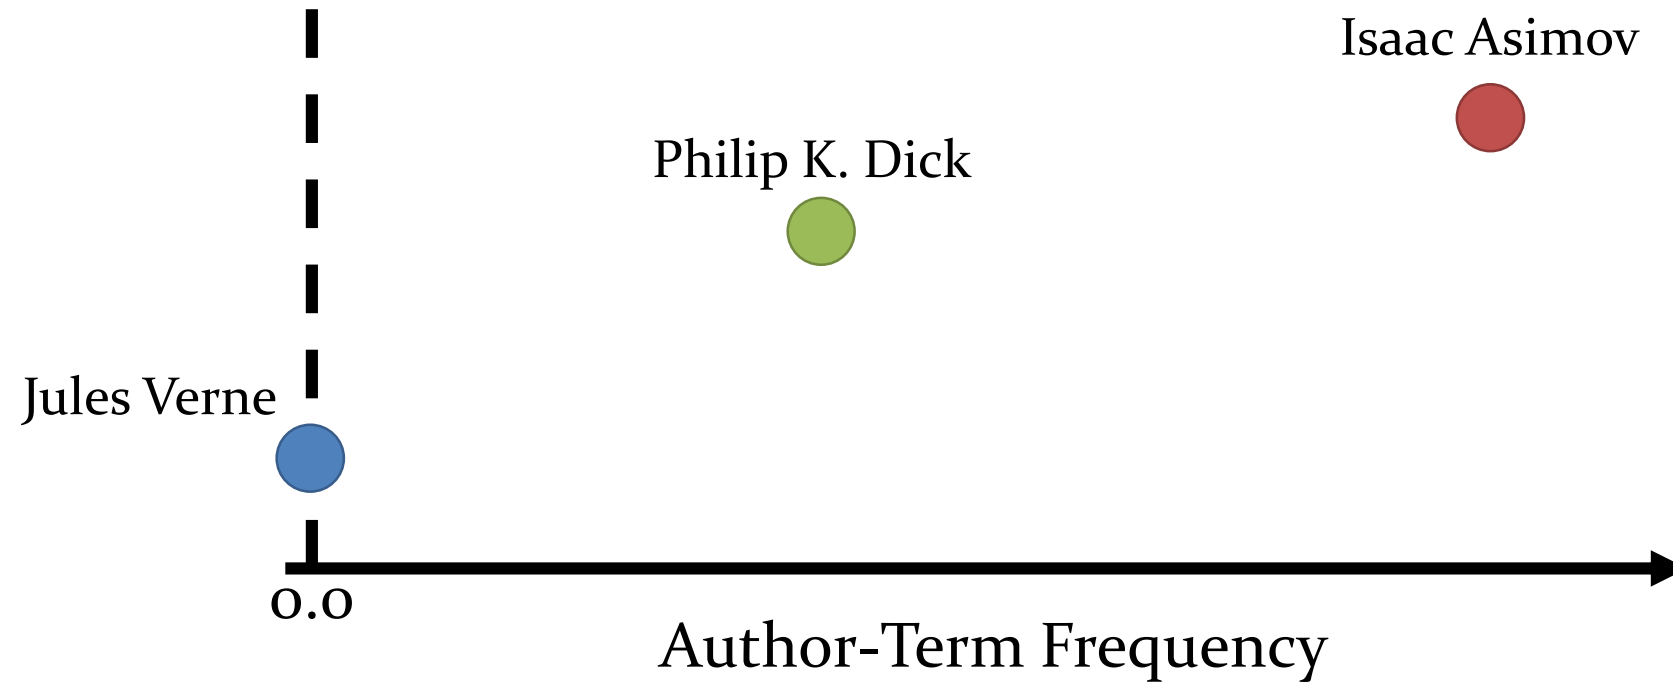 Isaac Asimov
Philip K. Dick
Jules Verne
0.0
Author-Term Frequency